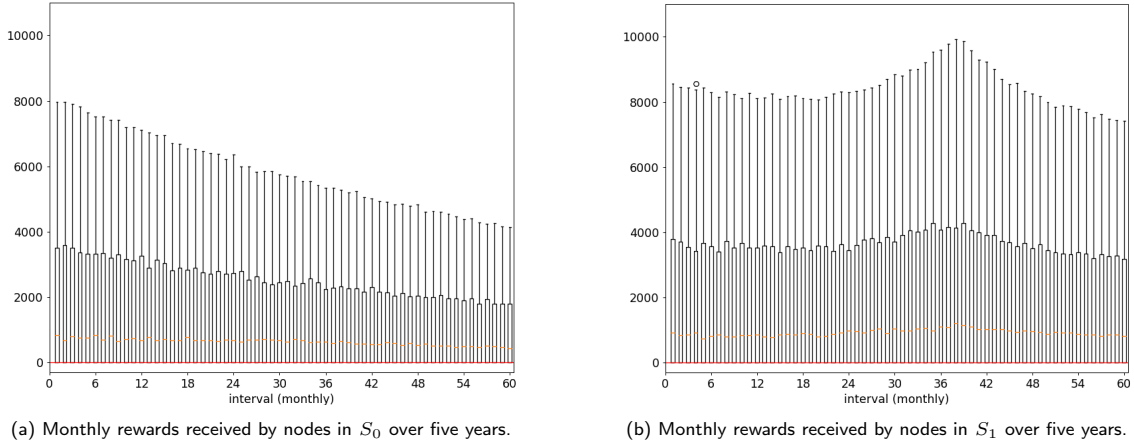 10000
8000
6000
4000
2000
0
0 6 12 18 24 30 36 42 48 54 60
interval (monthly)
(a) Monthly rewards received by nodes in S0 over five years.
10000
8000
6000
4000
2000
0
0 6 12 18 24 30 36 42 48 54 60
interval (monthly)
(b) Monthly rewards received by nodes in S1 over five years.